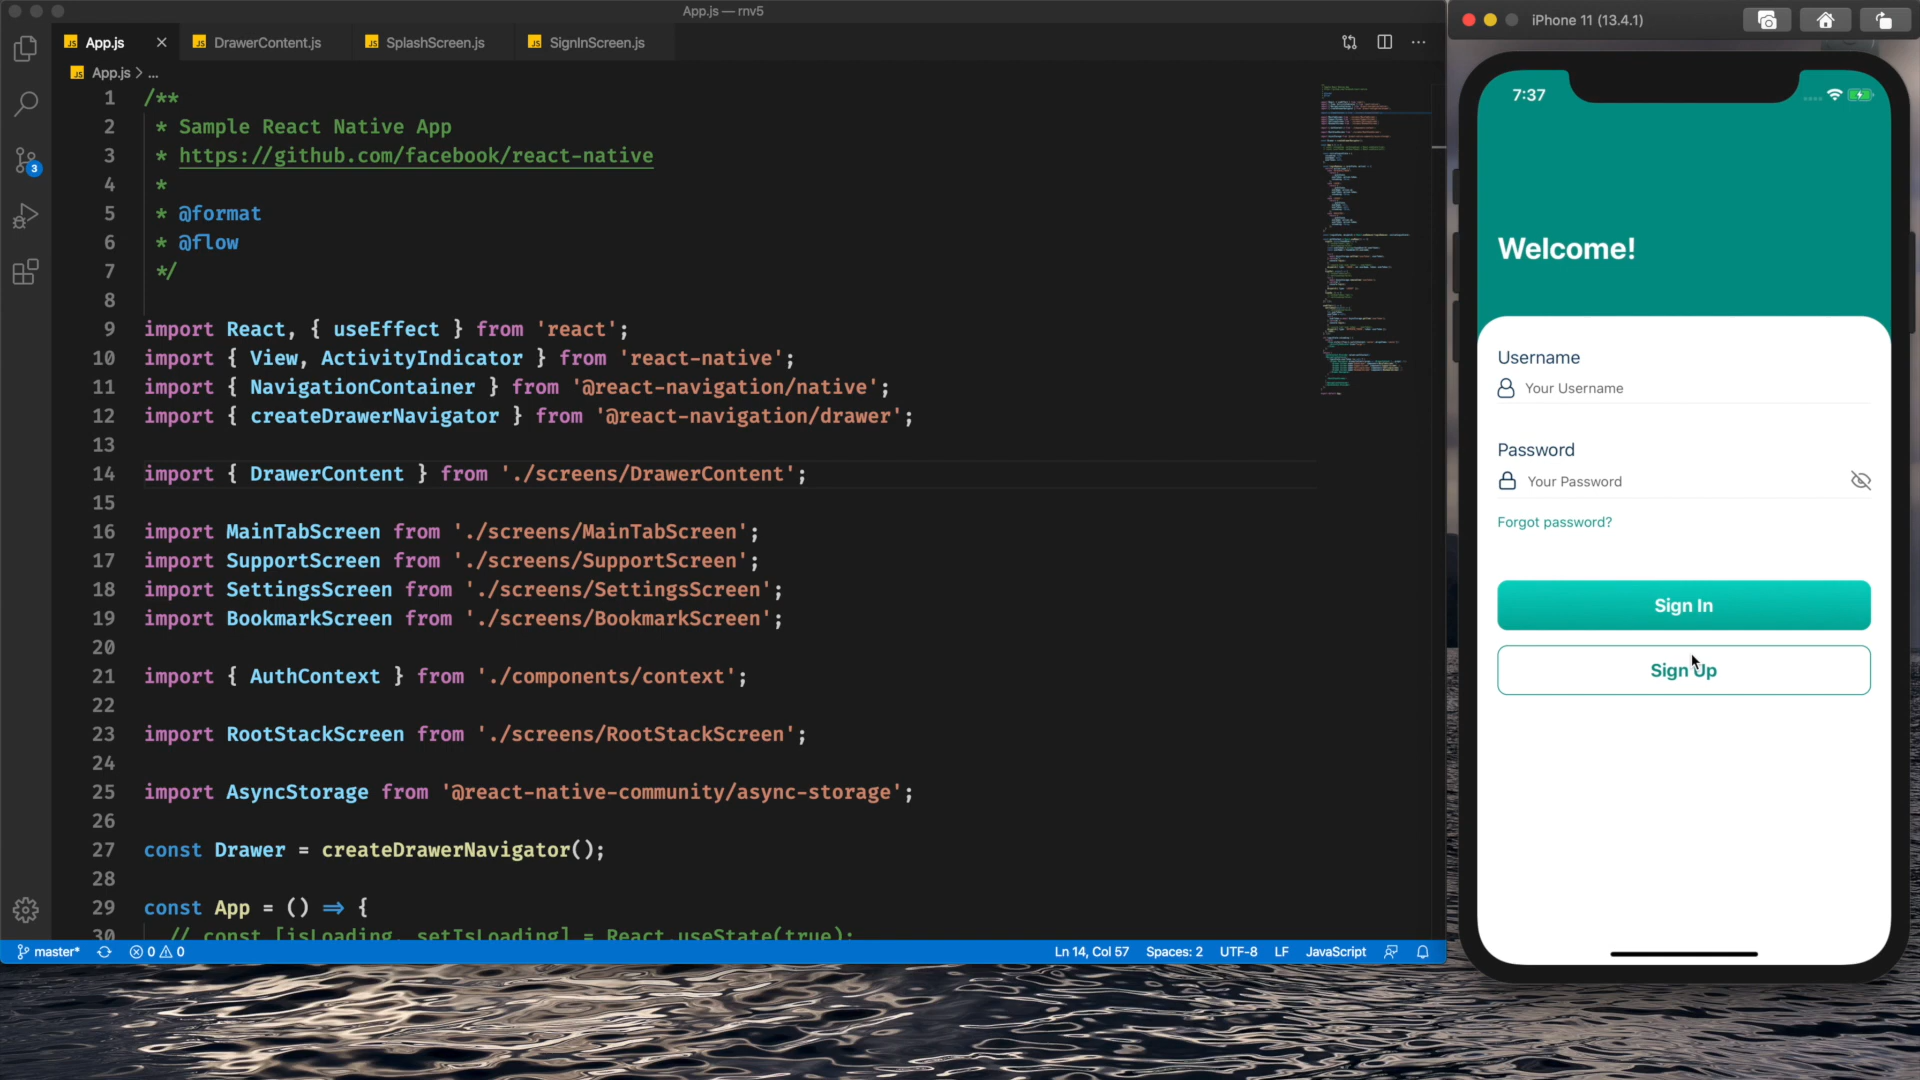 App.js — rnv5
App.js
DrawerContent.js
SplashScreen.js
SignInScreen.js
App.js > ...
1 /**
2 * Sample React Native App
3 * https://github.com/facebook/react-native
4 *
5 * @format
6 * @flow
7 */
8
9 import React, { useEffect } from 'react';
10 import { View, ActivityIndicator } from 'react-native';
11 import { NavigationContainer } from '@react-navigation/native';
12 import { createDrawerNavigator } from '@react-navigation/drawer';
13
14 import { DrawerContent } from './screens/DrawerContent';
15
16 import MainTabScreen from './screens/MainTabScreen';
17 import SupportScreen from './screens/SupportScreen';
18 import SettingsScreen from './screens/SettingsScreen';
19 import BookmarkScreen from './screens/BookmarkScreen';
20
21 import { AuthContext } from './components/context';
22
23 import RootStackScreen from './screens/RootStackScreen';
24
25 import AsyncStorage from '@react-native-community/async-storage';
26
27 const Drawer = createDrawerNavigator();
28
29 const App = () => {
30 // const [isLoading, setIsLoading] = React.useState(true);
3
master*
0
0
Ln 14, Col 57
Spaces: 2
UTF-8
LF
JavaScript
iPhone 11 (13.4.1)
7:37
Welcome!
Username
Your Username
Password
Your Password
Forgot password?
Sign In
Sign Up